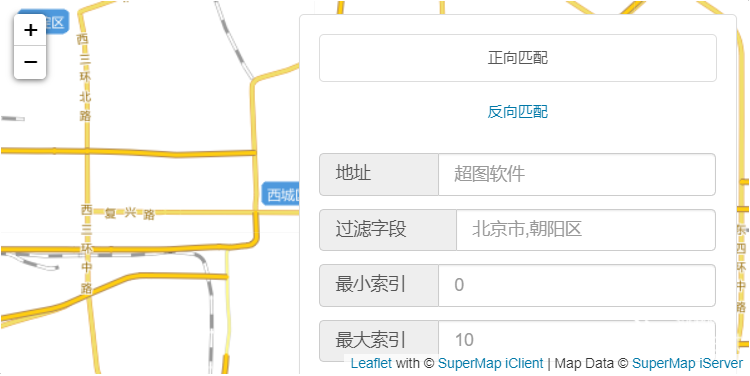 +
−
西三环北路
西城区
复兴路
西三环中路
东四环中路
正向匹配
反向匹配
地址 超图软件
过滤字段 北京市,朝阳区
最小索引 0
最大索引 10
Leaflet with © SuperMap iClient | Map Data © SuperMap iServer